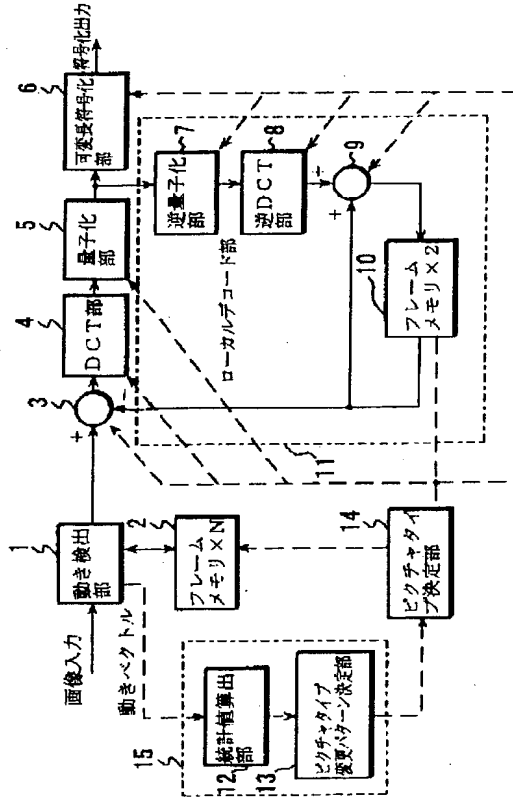 画像入力
1
動き検出
部
動きベクトル
2
フレーム
メモリ×N
3
+
−
4
DCT部
5
量子化
部
6
可変長符号化
部
符号化出力
7
逆量子化
部
8
逆DCT
部
9
+
+
10
フレーム
メモリ×2
ローカルデコード部
11
12
統計値算出
部
13
ピクチャタイプ
変更パターン決定部
14
ピクチャタイ
プ決定部
15